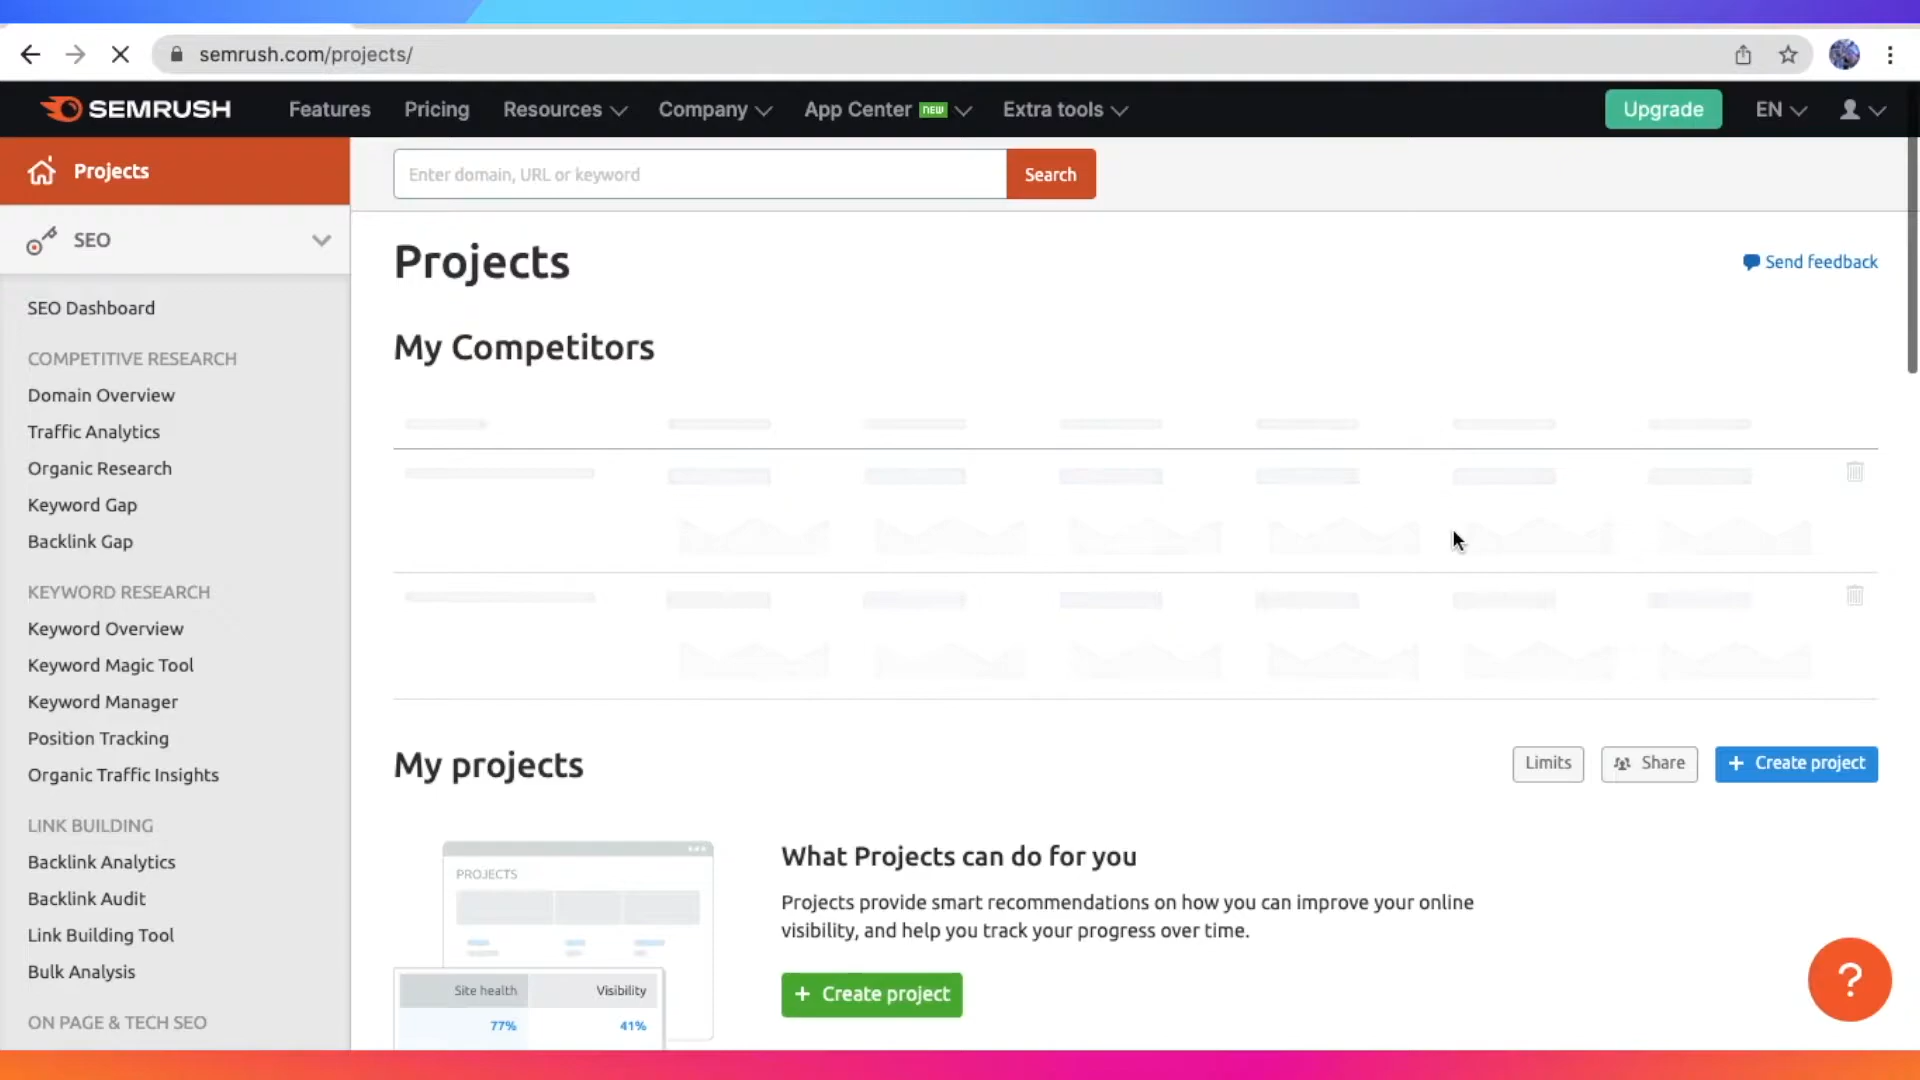 semrush.com/projects/
SEMRUSH
Features
Pricing
Resources
Company
App Center NEW
Extra tools
Upgrade
EN
Projects
Enter domain, URL or keyword
Search
SEO
Projects
Send feedback
SEO Dashboard
My Competitors
COMPETITIVE RESEARCH
Domain Overview
Traffic Analytics
Organic Research
Keyword Gap
Backlink Gap
KEYWORD RESEARCH
Keyword Overview
Keyword Magic Tool
Keyword Manager
Position Tracking
Organic Traffic Insights
LINK BUILDING
Backlink Analytics
Backlink Audit
Link Building Tool
Bulk Analysis
ON PAGE & TECH SEO
My projects
Limits
Share
+ Create project
PROJECTS
Site health
Visibility
77%
41%
What Projects can do for you
Projects provide smart recommendations on how you can improve your online
visibility, and help you track your progress over time.
+ Create project
?